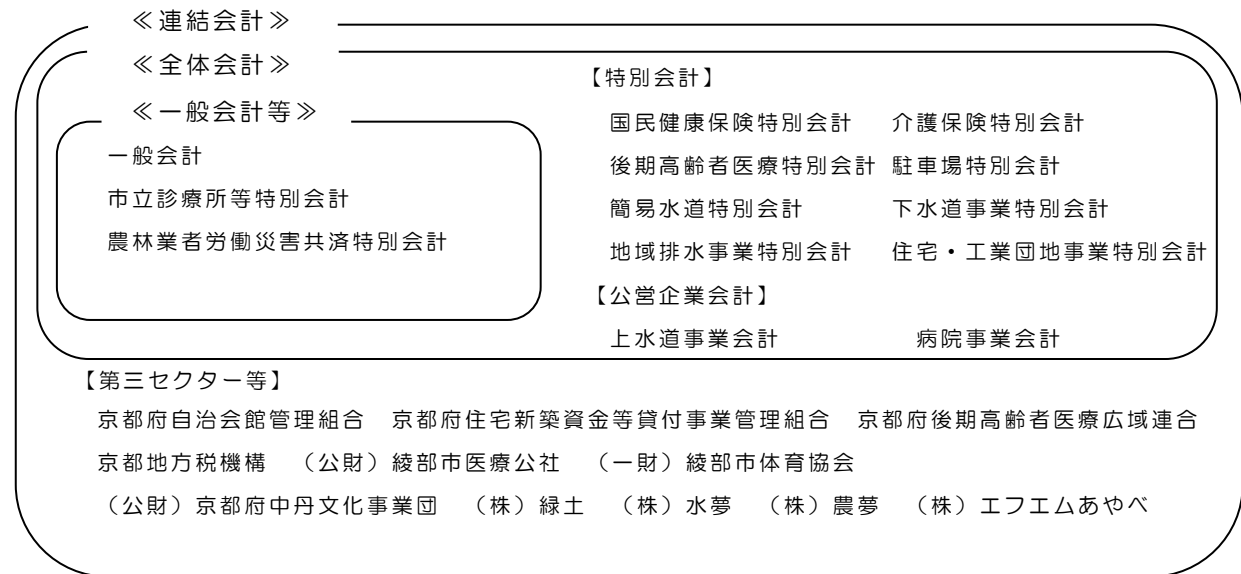 ≪連結会計≫
≪全体会計≫
≪一般会計等≫
一般会計
市立診療所等特別会計
農林業者労働災害共済特別会計
【特別会計】
国民健康保険特別会計 介護保険特別会計
後期高齢者医療特別会計 駐車場特別会計
簡易水道特別会計 下水道事業特別会計
地域排水事業特別会計 住宅・工業団地事業特別会計
【公営企業会計】
上水道事業会計 病院事業会計
【第三セクター等】
京都府自治会館管理組合 京都府住宅新築資金等貸付事業管理組合 京都府後期高齢者医療広域連合
京都地方税機構 （公財）綾部市医療公社 （一財）綾部市体育協会
（公財）京都府中丹文化事業団 （株）緑土 （株）水夢 （株）農夢 （株）エフエムあやべ